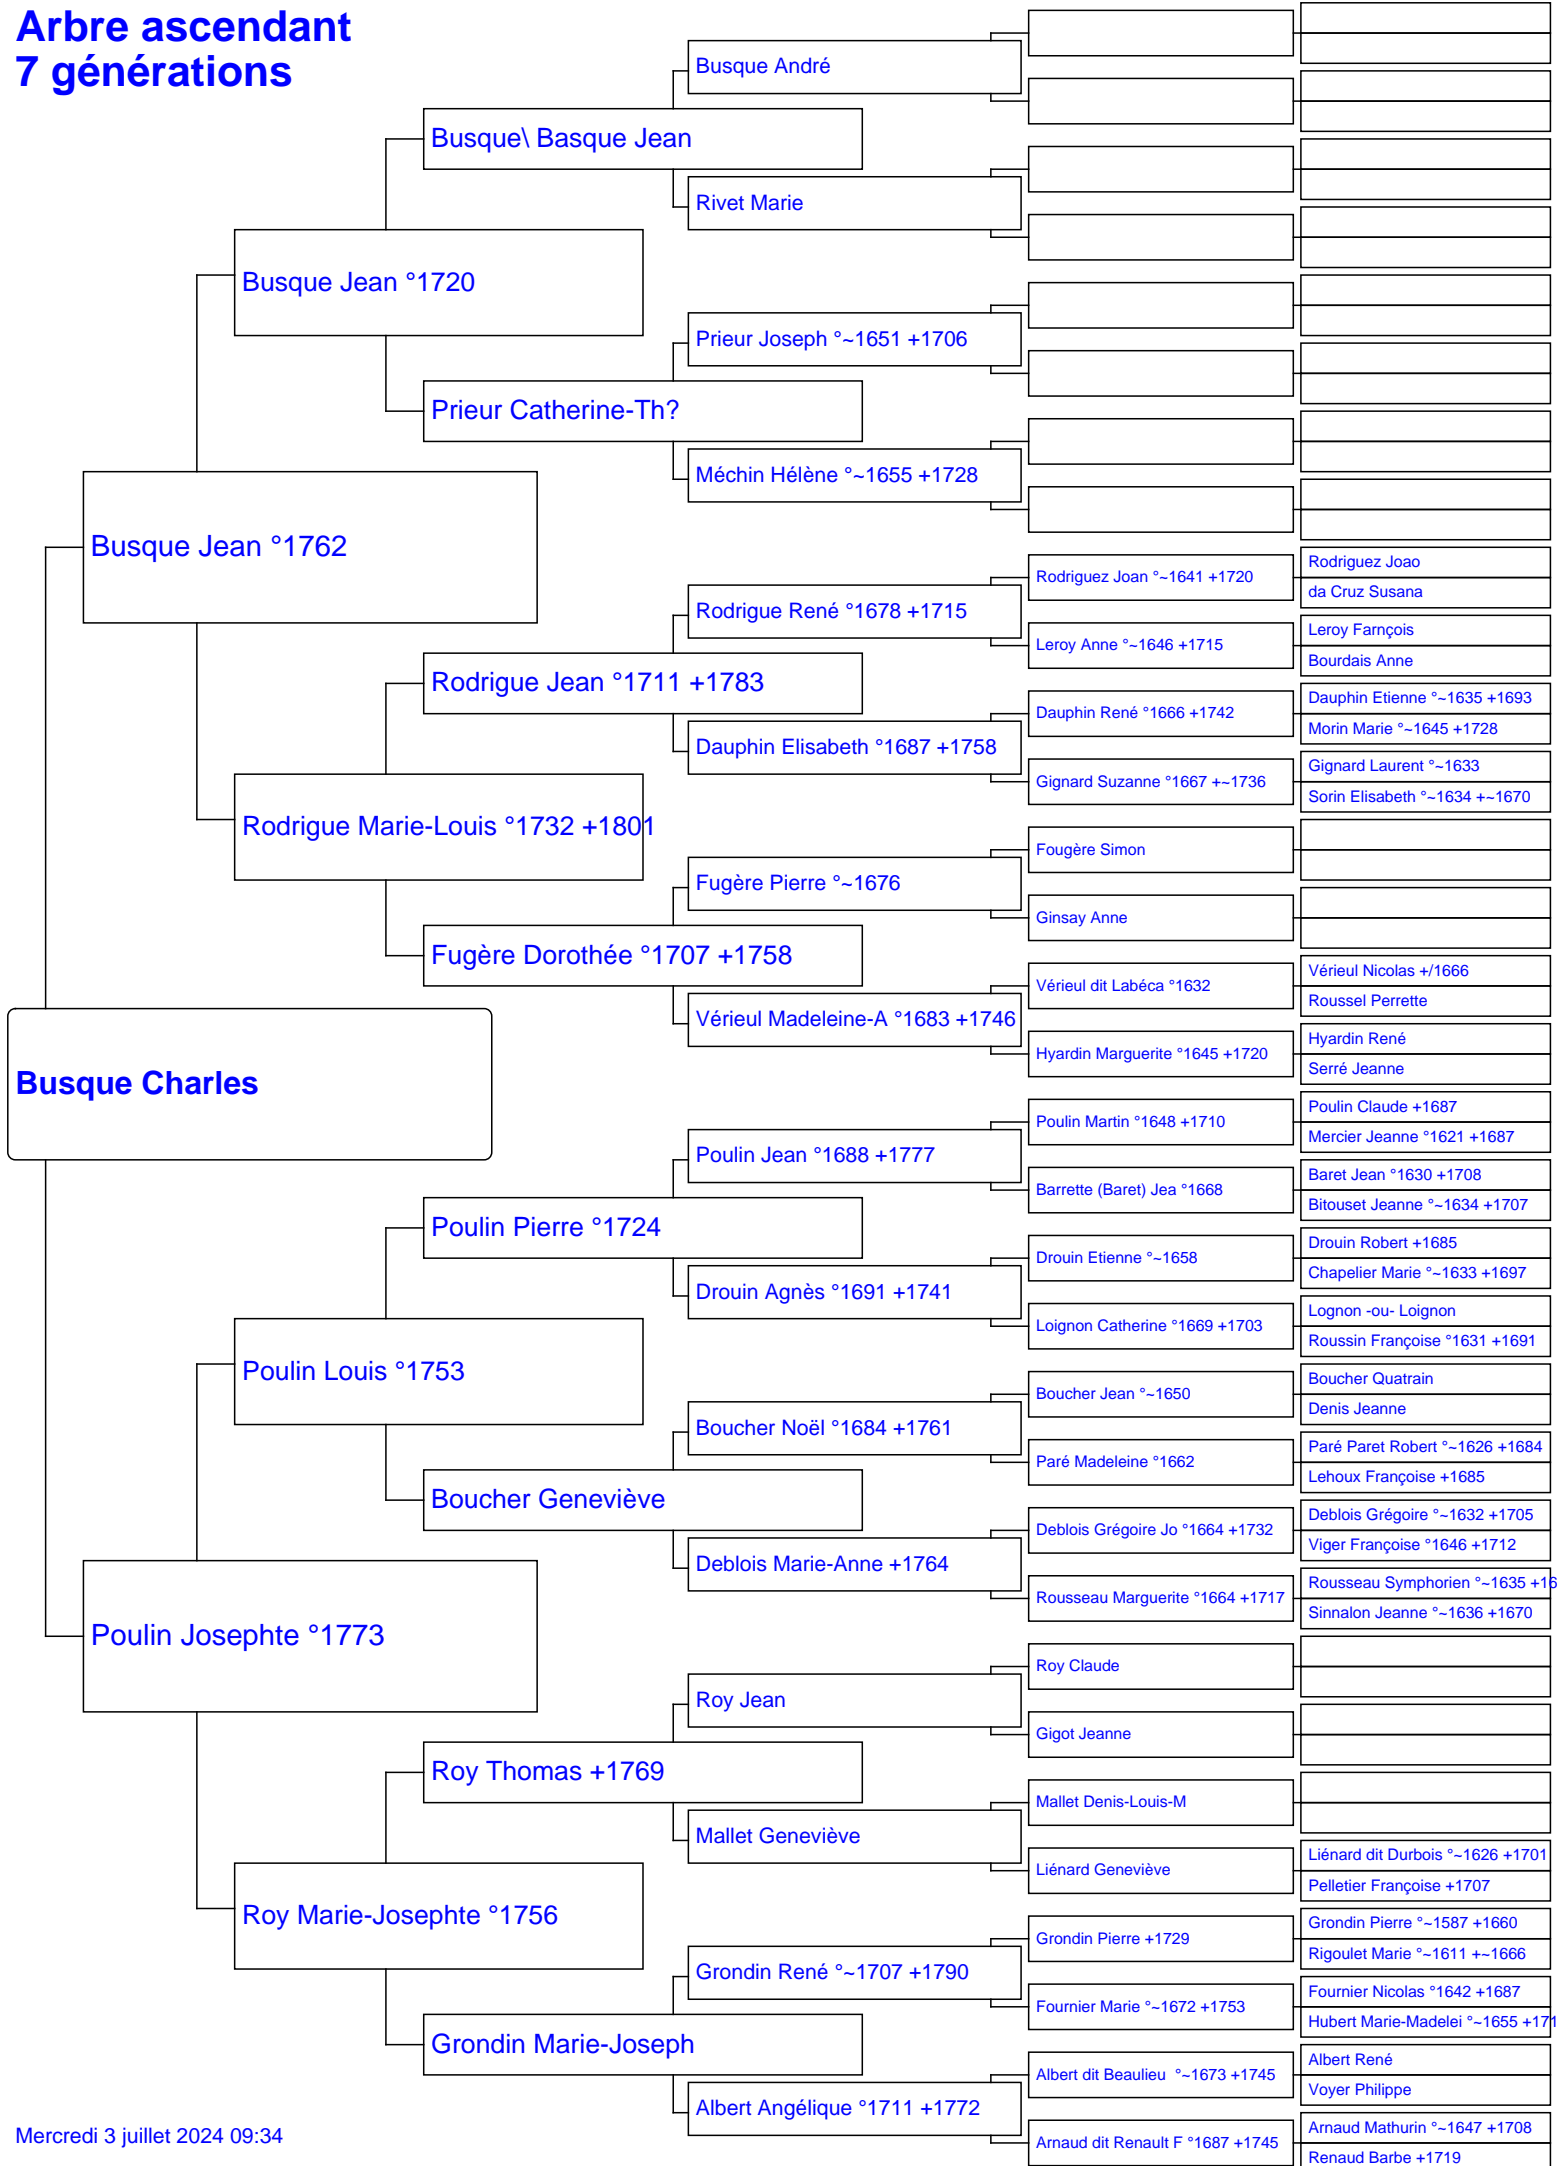 Arbre ascendant
7 générations
Busque André
Busque\ Basque Jean
Rivet Marie
Busque Jean °1720
Prieur Joseph °~1651 +1706
Prieur Catherine-Th?
Méchin Hélène °~1655 +1728
Busque Jean °1762
Rodriguez Joao
Rodriguez Joan °~1641 +1720
da Cruz Susana
Rodrigue René °1678 +1715
Leroy Farnçois
Leroy Anne °~1646 +1715
Bourdais Anne
Rodrigue Jean °1711 +1783
Dauphin Etienne °~1635 +1693
Dauphin René °1666 +1742
Morin Marie °~1645 +1728
Dauphin Elisabeth °1687 +1758
Gignard Laurent °~1633
Gignard Suzanne °1667 +~1736
Sorin Elisabeth °~1634 +~1670
Rodrigue Marie-Louis °1732 +1801
Fougère Simon
Fugère Pierre °~1676
Ginsay Anne
Fugère Dorothée °1707 +1758
Vérieul Nicolas +/1666
Vérieul dit Labéca °1632
Roussel Perrette
Vérieul Madeleine-A °1683 +1746
Hyardin René
Hyardin Marguerite °1645 +1720
Serré Jeanne
Busque Charles
Poulin Claude +1687
Poulin Martin °1648 +1710
Mercier Jeanne °1621 +1687
Poulin Jean °1688 +1777
Baret Jean °1630 +1708
Barrette (Baret) Jea °1668
Bitouset Jeanne °~1634 +1707
Poulin Pierre °1724
Drouin Robert +1685
Drouin Etienne °~1658
Chapelier Marie °~1633 +1697
Drouin Agnès °1691 +1741
Lognon -ou- Loignon
Loignon Catherine °1669 +1703
Roussin Françoise °1631 +1691
Poulin Louis °1753
Boucher Quatrain
Boucher Jean °~1650
Denis Jeanne
Boucher Noël °1684 +1761
Paré Paret Robert °~1626 +1684
Paré Madeleine °1662
Lehoux Françoise +1685
Boucher Geneviève
Deblois Grégoire °~1632 +1705
Deblois Grégoire Jo °1664 +1732
Viger Françoise °1646 +1712
Deblois Marie-Anne +1764
Rousseau Symphorien °~1635 +16
Rousseau Marguerite °1664 +1717
Sinnalon Jeanne °~1636 +1670
Poulin Josephte °1773
Roy Claude
Roy Jean
Gigot Jeanne
Roy Thomas +1769
Mallet Denis-Louis-M
Mallet Geneviève
Liénard dit Durbois °~1626 +1701
Liénard Geneviève
Pelletier Françoise +1707
Roy Marie-Josephte °1756
Grondin Pierre °~1587 +1660
Grondin Pierre +1729
Rigoulet Marie °~1611 +~1666
Grondin René °~1707 +1790
Fournier Nicolas °1642 +1687
Fournier Marie °~1672 +1753
Hubert Marie-Madelei °~1655 +171
Grondin Marie-Joseph
Albert René
Albert dit Beaulieu °~1673 +1745
Voyer Philippe
Albert Angélique °1711 +1772
Arnaud Mathurin °~1647 +1708
Arnaud dit Renault F °1687 +1745
Renaud Barbe +1719
Mercredi 3 juillet 2024 09:34